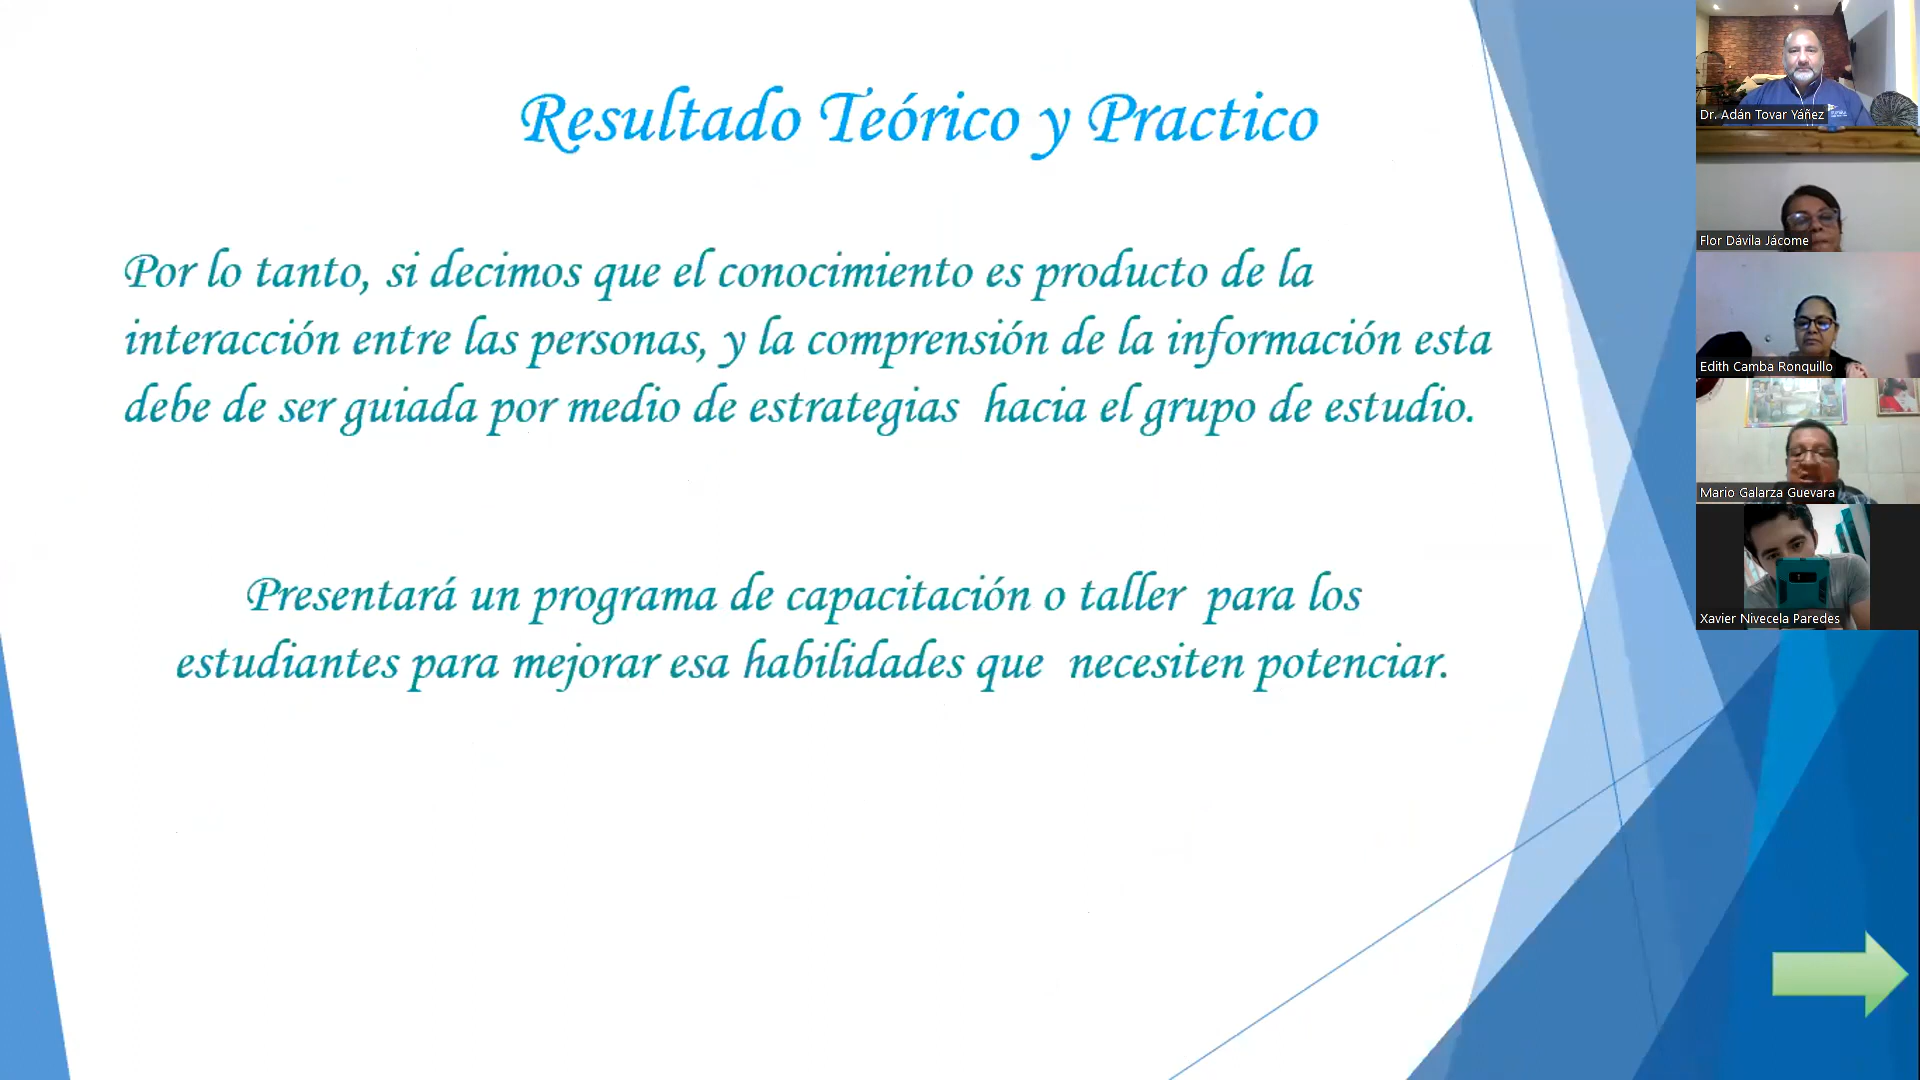 Resultado Teórico y Practico
Por lo tanto, si decimos que el conocimiento es producto de la
interacción entre las personas, y la comprensión de la información esta
debe de ser guiada por medio de estrategias hacia el grupo de estudio.
Presentará un programa de capacitación o taller para los
estudiantes para mejorar esa habilidades que necesiten potenciar.
Dr. Adán Tovar Yáñez
Flor Dávila Jácome
Edith Camba Ronquillo
Mario Galarza Guevara
Xavier Nivecela Paredes